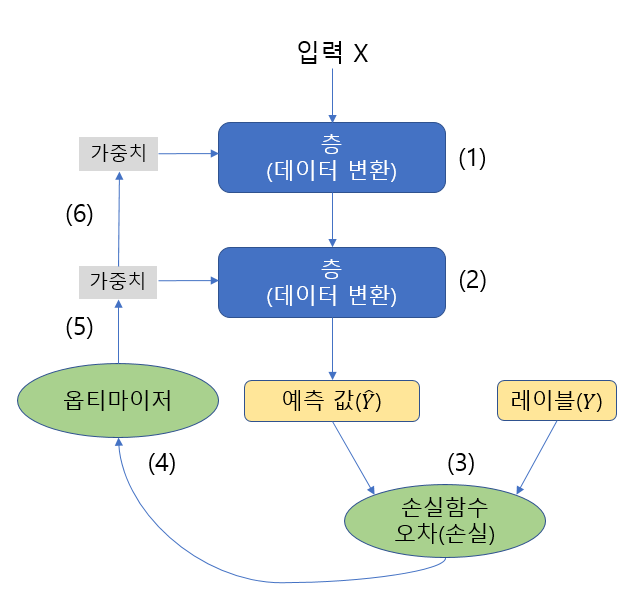 입력 X
가중치
층
(데이터 변환)
(1)
(6)
가중치
층
(데이터 변환)
(2)
(5)
옵티마이저
예측 값(Ŷ)
레이블(Y)
(4)
(3)
손실함수
오차(손실)